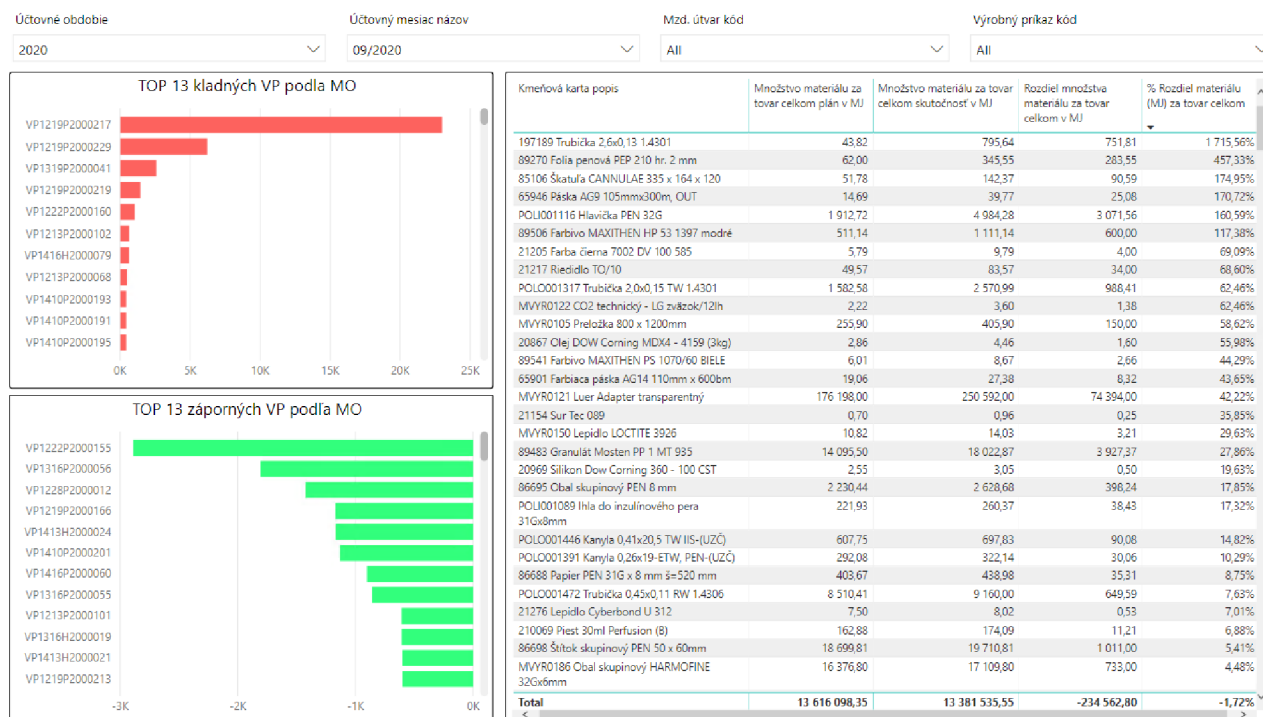 Účtovné obdobie
Účtovný mesiac názov
Mzd. útvar kód
Výrobný príkaz kód
2020
09/2020
All
All
TOP 13 kladných VP podla MO
VP1219P2000217
VP1219P2000229
VP1319P2000041
VP1219P2000219
VP1222P2000160
VP1213P2000102
VP1416H2000079
VP1213P2000068
VP1410P2000193
VP1410P2000191
VP1410P2000195
0K 5K 10K 15K 20K 25K
TOP 13 záporných VP podľa MO
VP1222P2000155
VP1316P2000056
VP1228P2000012
VP1219P2000166
VP1413H2000024
VP1410P2000201
VP1416P2000060
VP1316P2000055
VP1213P2000101
VP1316H2000019
VP1413H2000021
VP1219P2000213
-3K -2K -1K 0K
Kmeňová karta popis
Množstvo materiálu za
tovar celkom plán v MJ
Množstvo materiálu za tovar
celkom skutočnosť v MJ
Rozdiel množstva
materiálu za tovar
celkom v MJ
% Rozdiel materiálu
(MJ) za tovar celkom
197189 Trubička 2,6x0,13 1.4301 43,82 795,64 751,81 1 715,56%
89270 Folia penová PEP 210 hr. 2 mm 62,00 345,55 283,55 457,33%
85106 Škatuľa CANNULAE 335 x 164 x 120 51,78 142,37 90,59 174,95%
65946 Páska AG9 105mmx300m, OUT 14,69 39,77 25,08 170,72%
POLI001116 Hlavička PEN 32G 1 912,72 4 984,28 3 071,56 160,59%
89506 Farbivo MAXITHEN HP 53 1397 modré 511,14 1 111,14 600,00 117,38%
21205 Farba čierna 7002 DV 100 585 5,79 9,79 4,00 69,09%
21217 Riedidlo TO/10 49,57 83,57 34,00 68,60%
POLO001317 Trubička 2,0x0,15 TW 1.4301 1 582,58 2 570,99 988,41 62,46%
MVYR0122 CO2 technický - LG zväzok/12lh 2,22 3,60 1,38 62,46%
MVYR0105 Preložka 800 x 1200mm 255,90 405,90 150,00 58,62%
20867 Olej DOW Corning MDX4 - 4159 (3kg) 2,86 4,46 1,60 55,98%
89541 Farbivo MAXITHEN PS 1070/60 BIELE 6,01 8,67 2,66 44,29%
65901 Farbiaca páska AG14 110mm x 600bm 19,06 27,38 8,32 43,65%
MVYR0121 Luer Adapter transparentný 176 198,00 250 592,00 74 394,00 42,22%
21154 Sur Tec 089 0,70 0,96 0,25 35,85%
MVYR0150 Lepidlo LOCTITE 3926 10,82 14,03 3,21 29,63%
89483 Granulát Mosten PP 1 MT 935 14 095,50 18 022,87 3 927,37 27,86%
20969 Silikon Dow Corning 360 - 100 CST 2,55 3,05 0,50 19,63%
86695 Obal skupinový PEN 8 mm 2 230,44 2 628,68 398,24 17,85%
POLI001089 Ihla do inzulínového pera 221,93 260,37 38,43 17,32%
31Gx8mm
POLO001446 Kanyla 0,41x20,5 TW IIS-(UZČ) 607,75 697,83 90,08 14,82%
POLO001391 Kanyla 0,26x19-ETW, PEN-(UZČ) 292,08 322,14 30,06 10,29%
86688 Papier PEN 31G x 8 mm š=520 mm 403,67 438,98 35,31 8,75%
POLO001472 Trubička 0,45x0,11 RW 1.4306 8 510,41 9 160,00 649,59 7,63%
21276 Lepidlo Cyberbond U 312 7,50 8,02 0,53 7,01%
210069 Piest 30ml Perfusion (B) 162,88 174,09 11,21 6,88%
86698 Štítok skupinový PEN 50 x 60mm 18 699,81 19 710,81 1 011,00 5,41%
MVYR0186 Obal skupinový HARMOFINE 16 376,80 17 109,80 733,00 4,48%
32Gx6mm
Total 13 616 098,35 13 381 535,55 -234 562,80 -1,72%